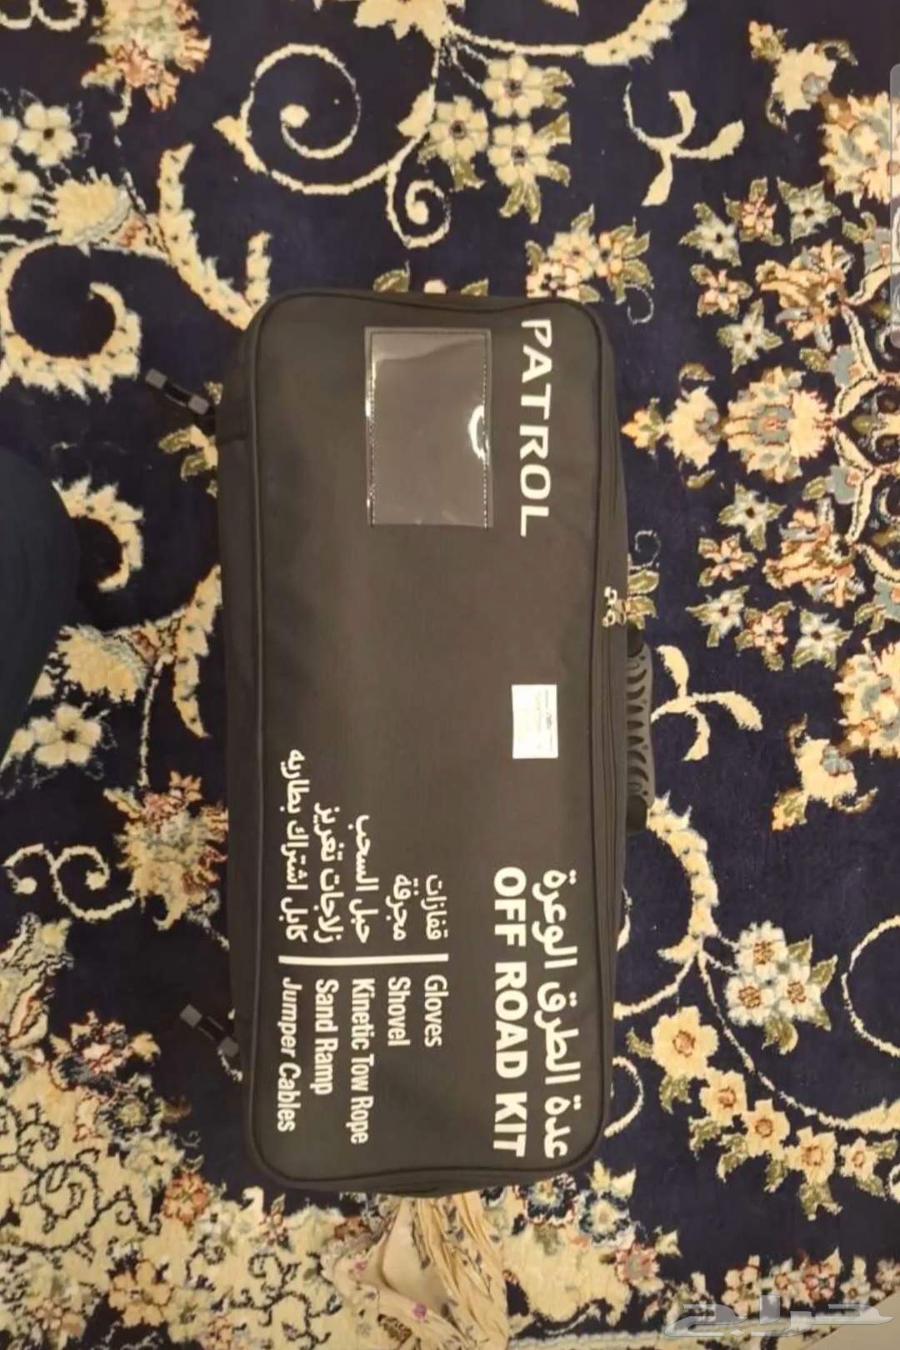 PATROL
عدة الطرق الوعرة
OFF ROAD KIT
قفازات Gloves
مجرفة Shovel
حبل السحب Kinetic Tow Rope
زلاجات تغريز Sand Ramp
كابل اشتراك بطاريه Jumper Cables
حراج